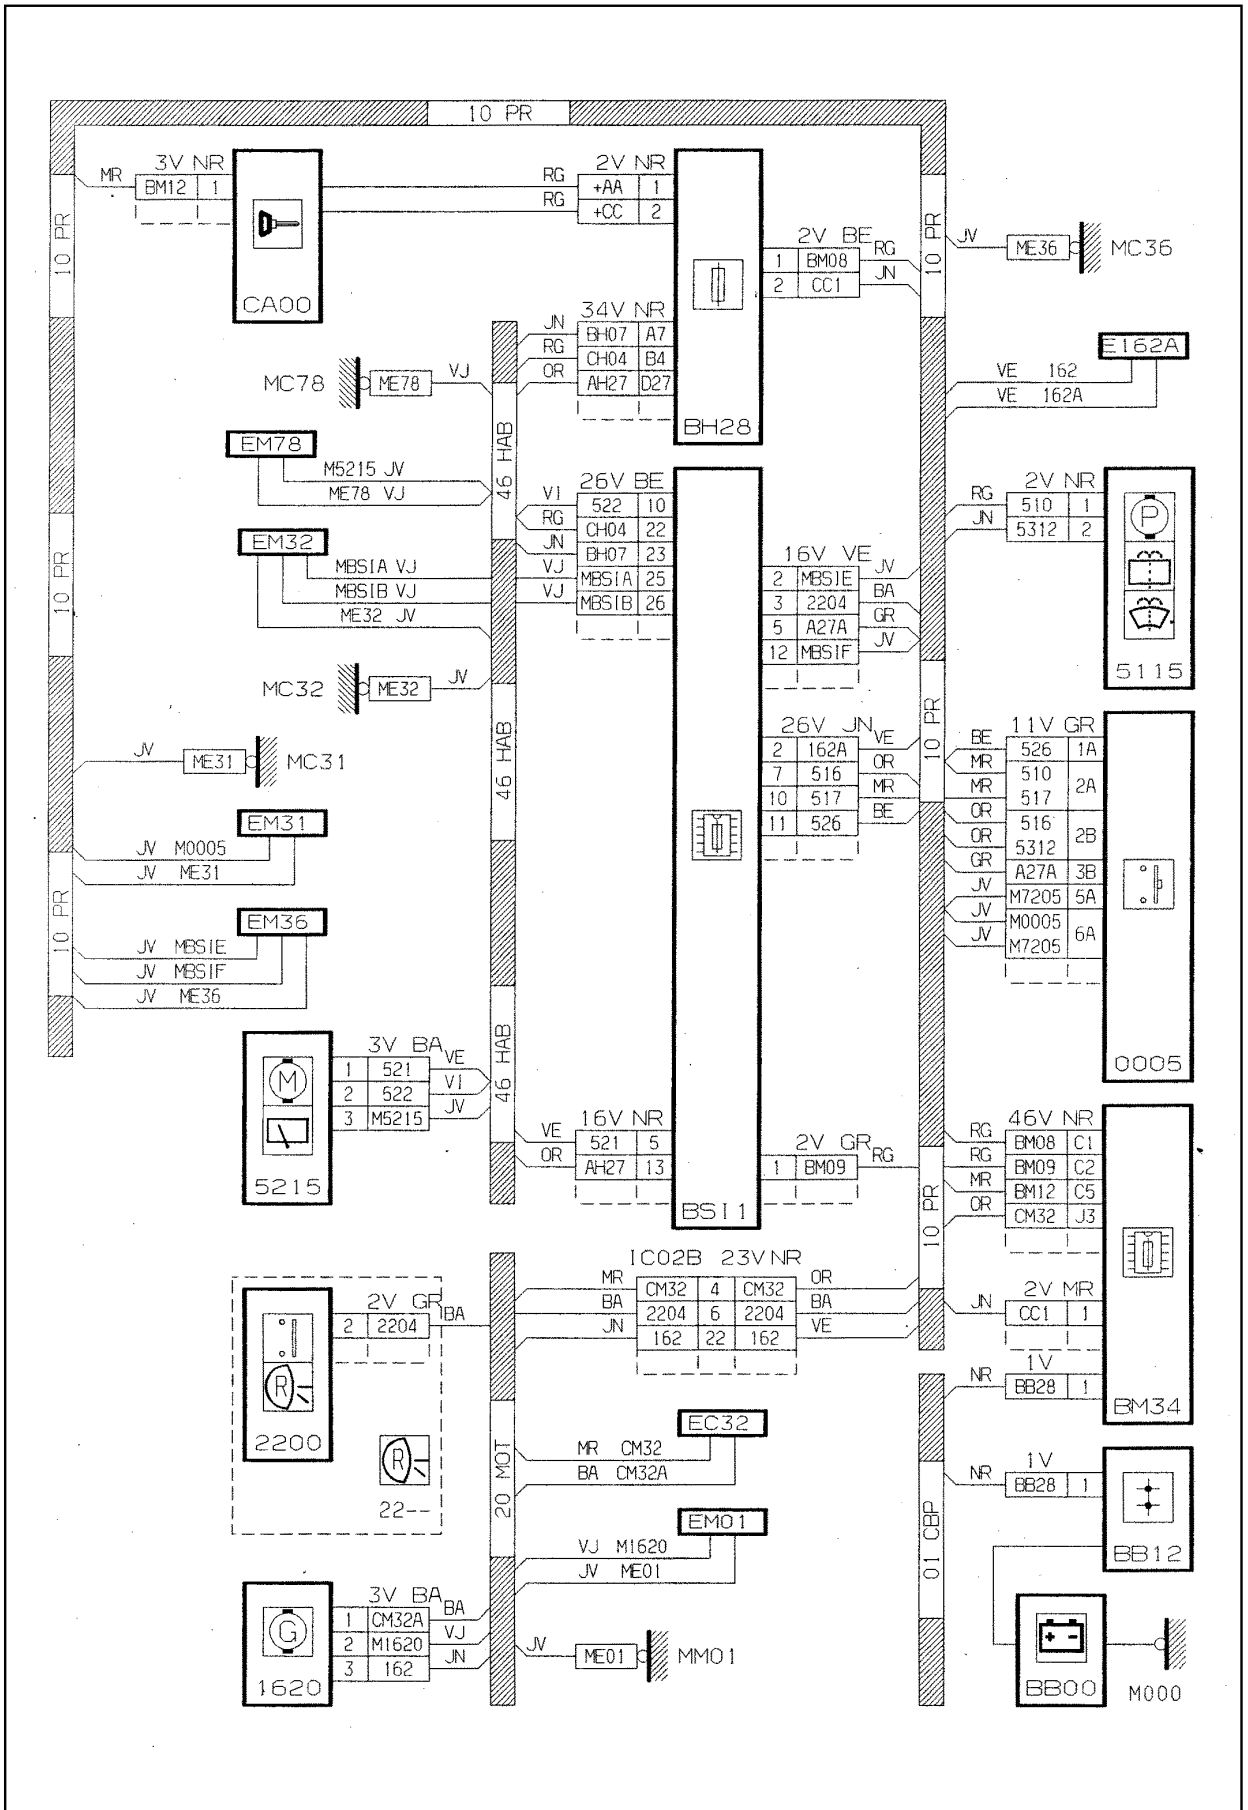 10 PR
3V NR
MR BM12 1
CA00
RG
RG
2V NR
+AA 1
+CC 2
BH28
2V BE
1 BM08 RG
2 CC1 JN
10 PR
10 PR
JV ME36 MC36
34V NR
JN BH07 A7
RG CH04 B4
OR AH27 D27
E162A
VE 162
VE 162A
MC78 ME78 VJ
EM78
M5215 JV
ME78 VJ
46 HAB
26V BE
VI 522 10
RG CH04 22
JN BH07 23
VJ MBSIA 25
VJ MBSIB 26
2V NR
RG 510 1
JN 5312 2
P
5115
EM32
MBSIA VJ
MBSIB VJ
ME32 JV
10 PR
16V VE
2 MBSIE JV
3 2204 BA
5 A27A GR
12 MBSIF JV
MC32 ME32 JV
46 HAB
10 PR
26V JN
2 162A VE
7 516 OR
10 517 MR
11 526 BE
11V GR
BE 526 1A
MR 510
MR 517 2A
OR 516
OR 5312 2B
GR A27A 3B
JV M7205 5A
JV M0005
JV M7205 6A
0005
JV ME31 MC31
EM31
JV M0005
JV ME31
10 PR
EM36
JV MBSIE
JV MBSIF
JV ME36
3V BA
1 521 VE
2 522 VI
3 M5215 JV
M
5215
46 HAB
16V NR
VE 521 5
OR AH27 13
BSI1
2V GR
1 BM09 RG
10 PR
46V NR
RG BM08 C1
RG BM09 C2
MR BM12 C5
OR CM32 J3
2V MR
JN CC1 1
1V
NR BB28 1
BM34
IC02B 23V NR
MR CM32 4 CM32 OR
BA 2204 6 2204 BA
JN 162 22 162 VE
2V GR
2 2204 BA
R
2200
R
22--
20 MOT
EC32
MR CM32
BA CM32A
EM01
VJ M1620
JV ME01
01 CBP
1V
NR BB28 1
BB12
3V BA
1 CM32A BA
2 M1620 VJ
3 162 JN
G
1620
JV ME01 MM01
+ -
BB00
M000